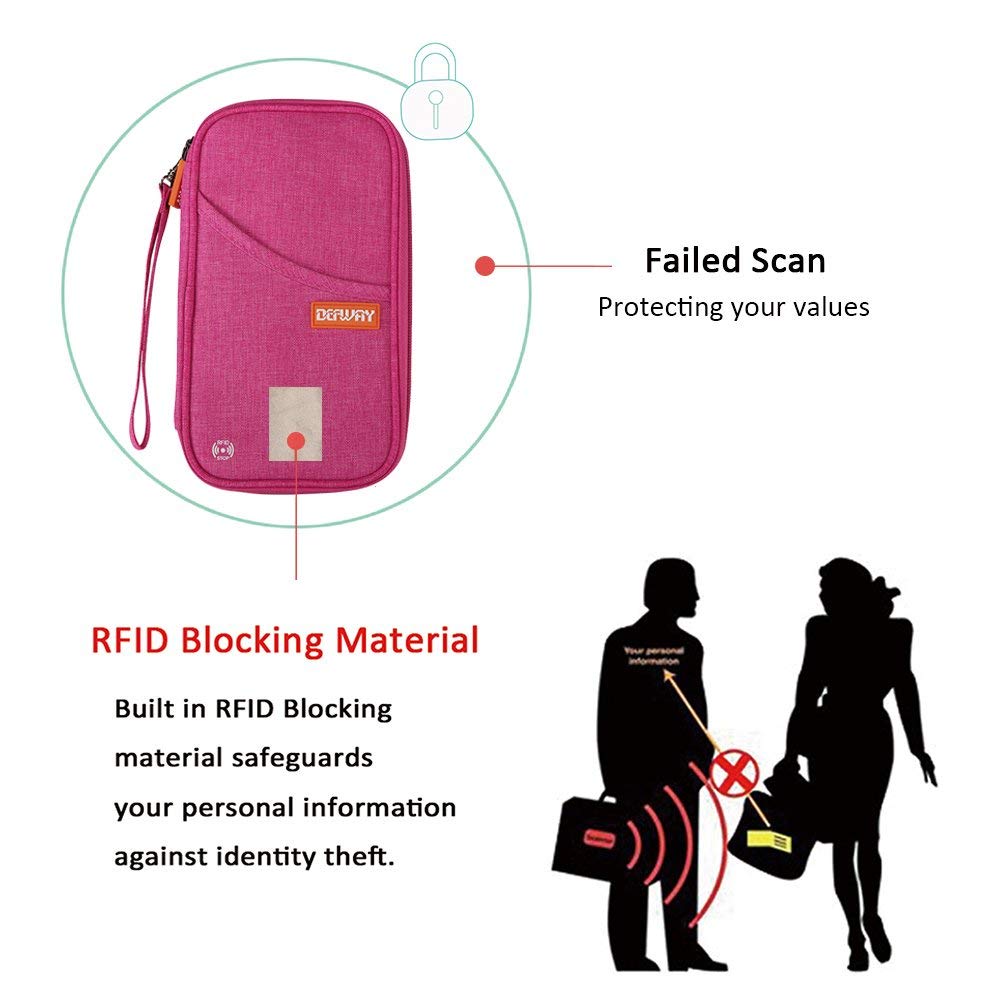 DEFWAY
RFID
STOP
Failed Scan
Protecting your values
RFID Blocking Material
Built in RFID Blocking
material safeguards
your personal information
against identity theft.
Your personal
information
Scanner